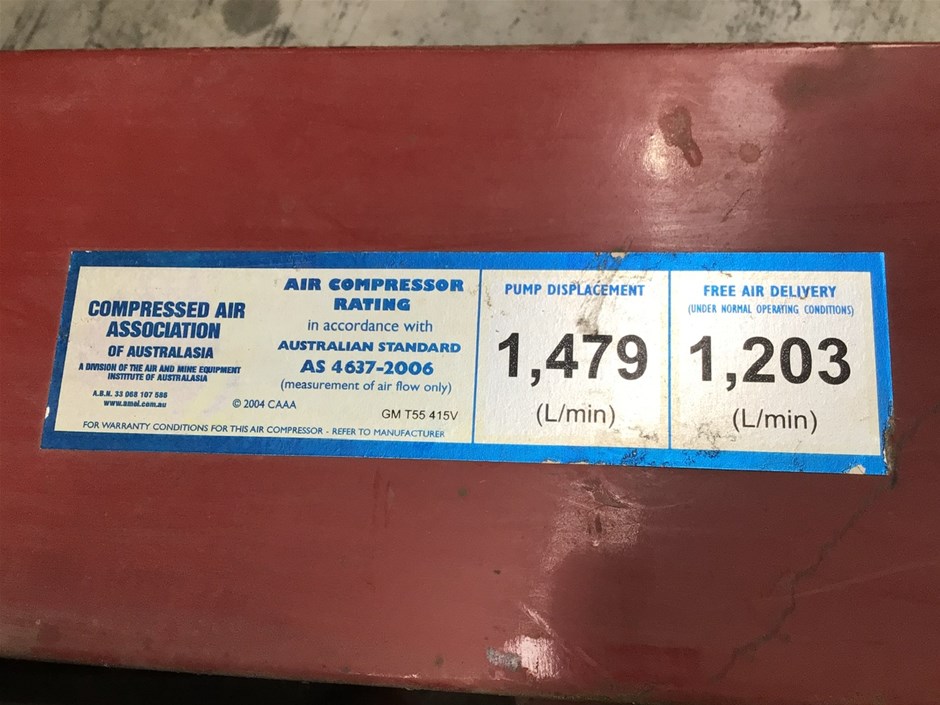 COMPRESSED AIR
ASSOCIATION
OF AUSTRALASIA
A DIVISION OF THE AIR AND MINE EQUIPMENT
INSTITUTE OF AUSTRALASIA
A.B.N. 33 068 107 586
www.amei.com.au
© 2004 CAAA
AIR COMPRESSOR
RATING
in accordance with
AUSTRALIAN STANDARD
AS 4637-2006
(measurement of air flow only)
GM T55 415V
FOR WARRANTY CONDITIONS FOR THIS AIR COMPRESSOR - REFER TO MANUFACTURER
PUMP DISPLACEMENT
1,479
(L/min)
FREE AIR DELIVERY
(UNDER NORMAL OPERATING CONDITIONS)
1,203
(L/min)